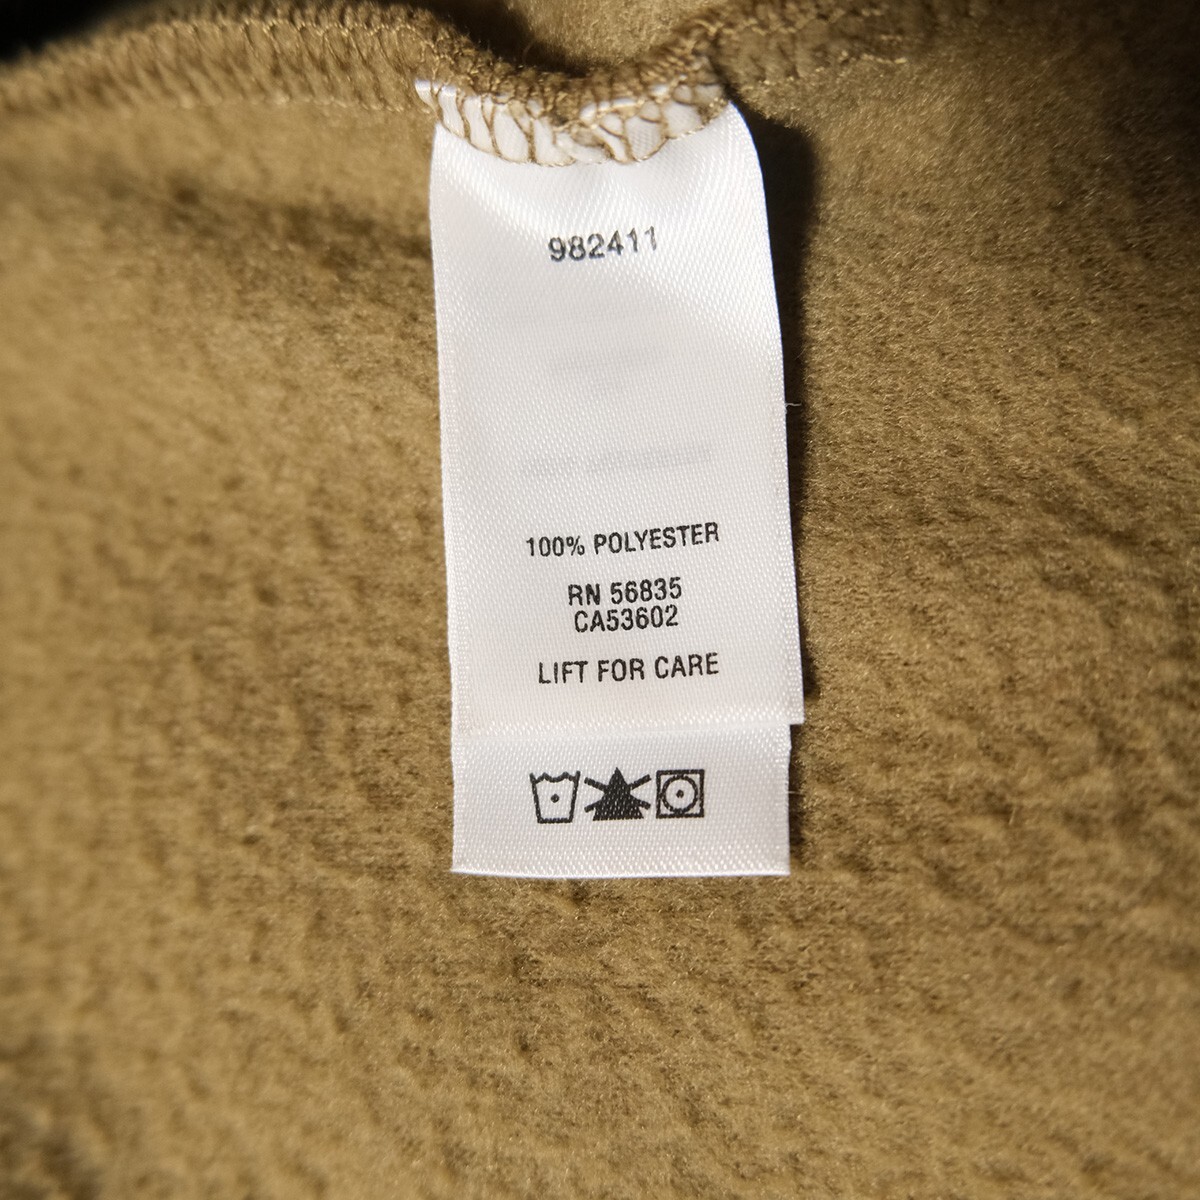 982411
100% POLYESTER
RN 56835
CA53602
LIFT FOR CARE